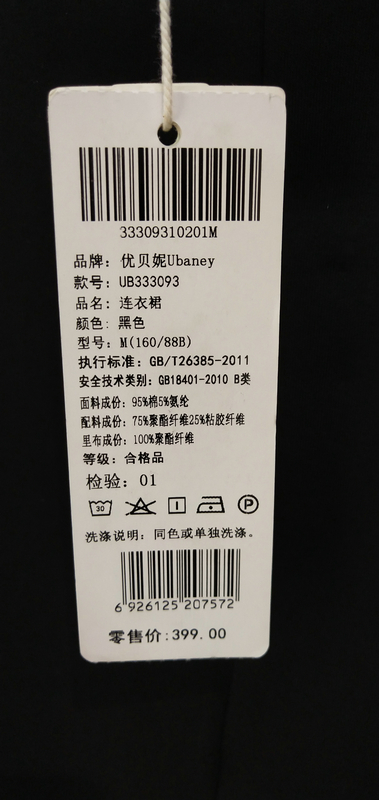 33309310201M
品牌: 优贝妮Ubaney
款号: UB333093
品名: 连衣裙
颜色: 黑色
型号: M(160/88B)
执行标准: GB/T26385-2011
安全技术类别: GB18401-2010 B类
面料成份: 95%棉5%氨纶
配料成份: 75%聚酯纤维25%粘胶纤维
里布成份: 100%聚酯纤维
等级: 合格品
检验: 01
30 P
洗涤说明: 同色或单独洗涤。
6 926125 207572
零售价:399.00